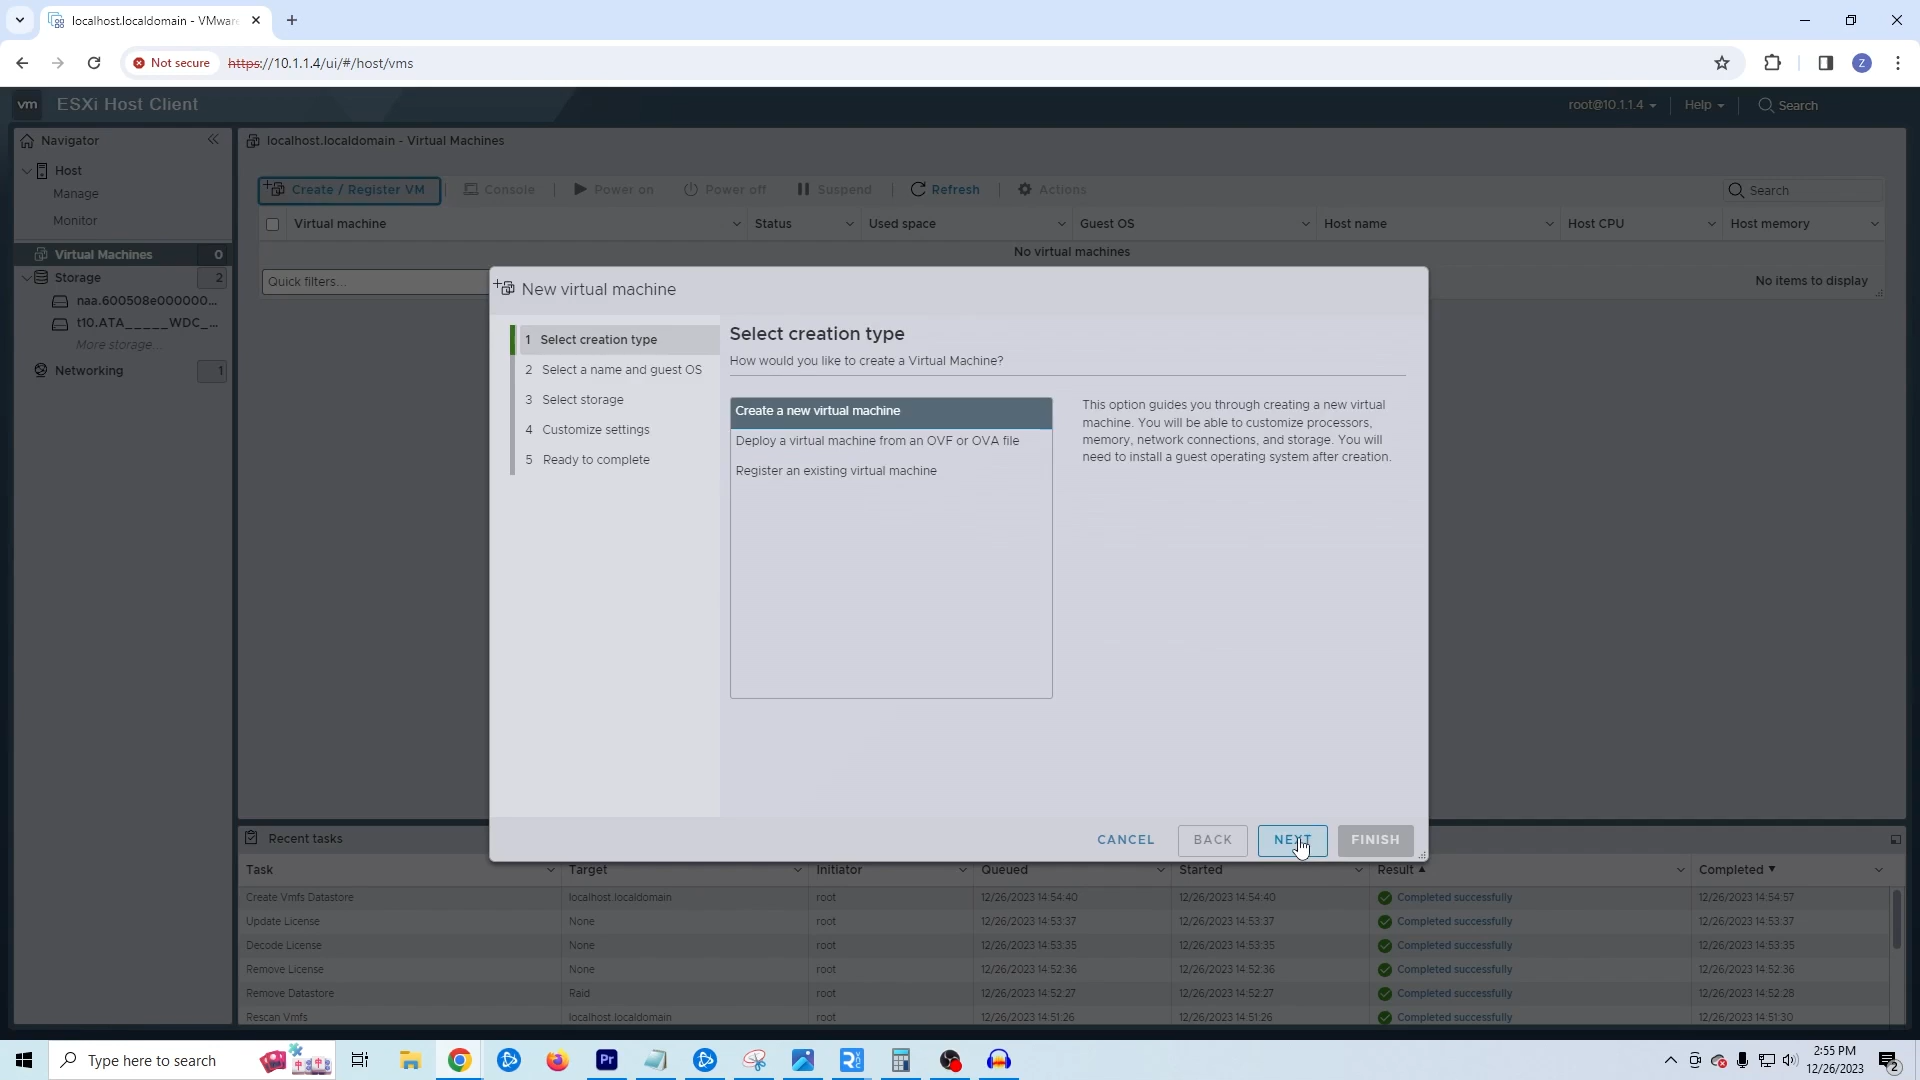 localhost.localdomain - VMware
Not secure
https://10.1.1.4/ui/#/host/vms
Z
vm
ESXi Host Client
root@10.1.1.4
Help
Search
Navigator
Host
Manage
Monitor
Virtual Machines 0
Storage 2
naa.600508e000000...
t10.ATA_____WDC_...
More storage...
Networking 1
localhost.localdomain - Virtual Machines
Create / Register VM
Console
Power on
Power off
Suspend
Refresh
Actions
Search
Virtual machine
Status
Used space
Guest OS
Host name
Host CPU
Host memory
No virtual machines
Quick filters...
No items to display
New virtual machine
1 Select creation type
2 Select a name and guest OS
3 Select storage
4 Customize settings
5 Ready to complete
Select creation type
How would you like to create a Virtual Machine?
Create a new virtual machine
Deploy a virtual machine from an OVF or OVA file
Register an existing virtual machine
This option guides you through creating a new virtual
machine. You will be able to customize processors,
memory, network connections, and storage. You will
need to install a guest operating system after creation.
CANCEL
BACK
NEXT
FINISH
Recent tasks
Task Target Initiator Queued Started Result Completed
Create Vmfs Datastore localhost.localdomain root 12/26/2023 14:54:40 12/26/2023 14:54:40 Completed successfully 12/26/2023 14:54:57
Update License None root 12/26/2023 14:53:37 12/26/2023 14:53:37 Completed successfully 12/26/2023 14:53:37
Decode License None root 12/26/2023 14:53:35 12/26/2023 14:53:35 Completed successfully 12/26/2023 14:53:35
Remove License None root 12/26/2023 14:52:36 12/26/2023 14:52:36 Completed successfully 12/26/2023 14:52:36
Remove Datastore Raid root 12/26/2023 14:52:27 12/26/2023 14:52:27 Completed successfully 12/26/2023 14:52:28
Rescan Vmfs localhost.localdomain root 12/26/2023 14:51:26 12/26/2023 14:51:26 Completed successfully 12/26/2023 14:51:30
Type here to search
Pr
2:55 PM
12/26/2023
2